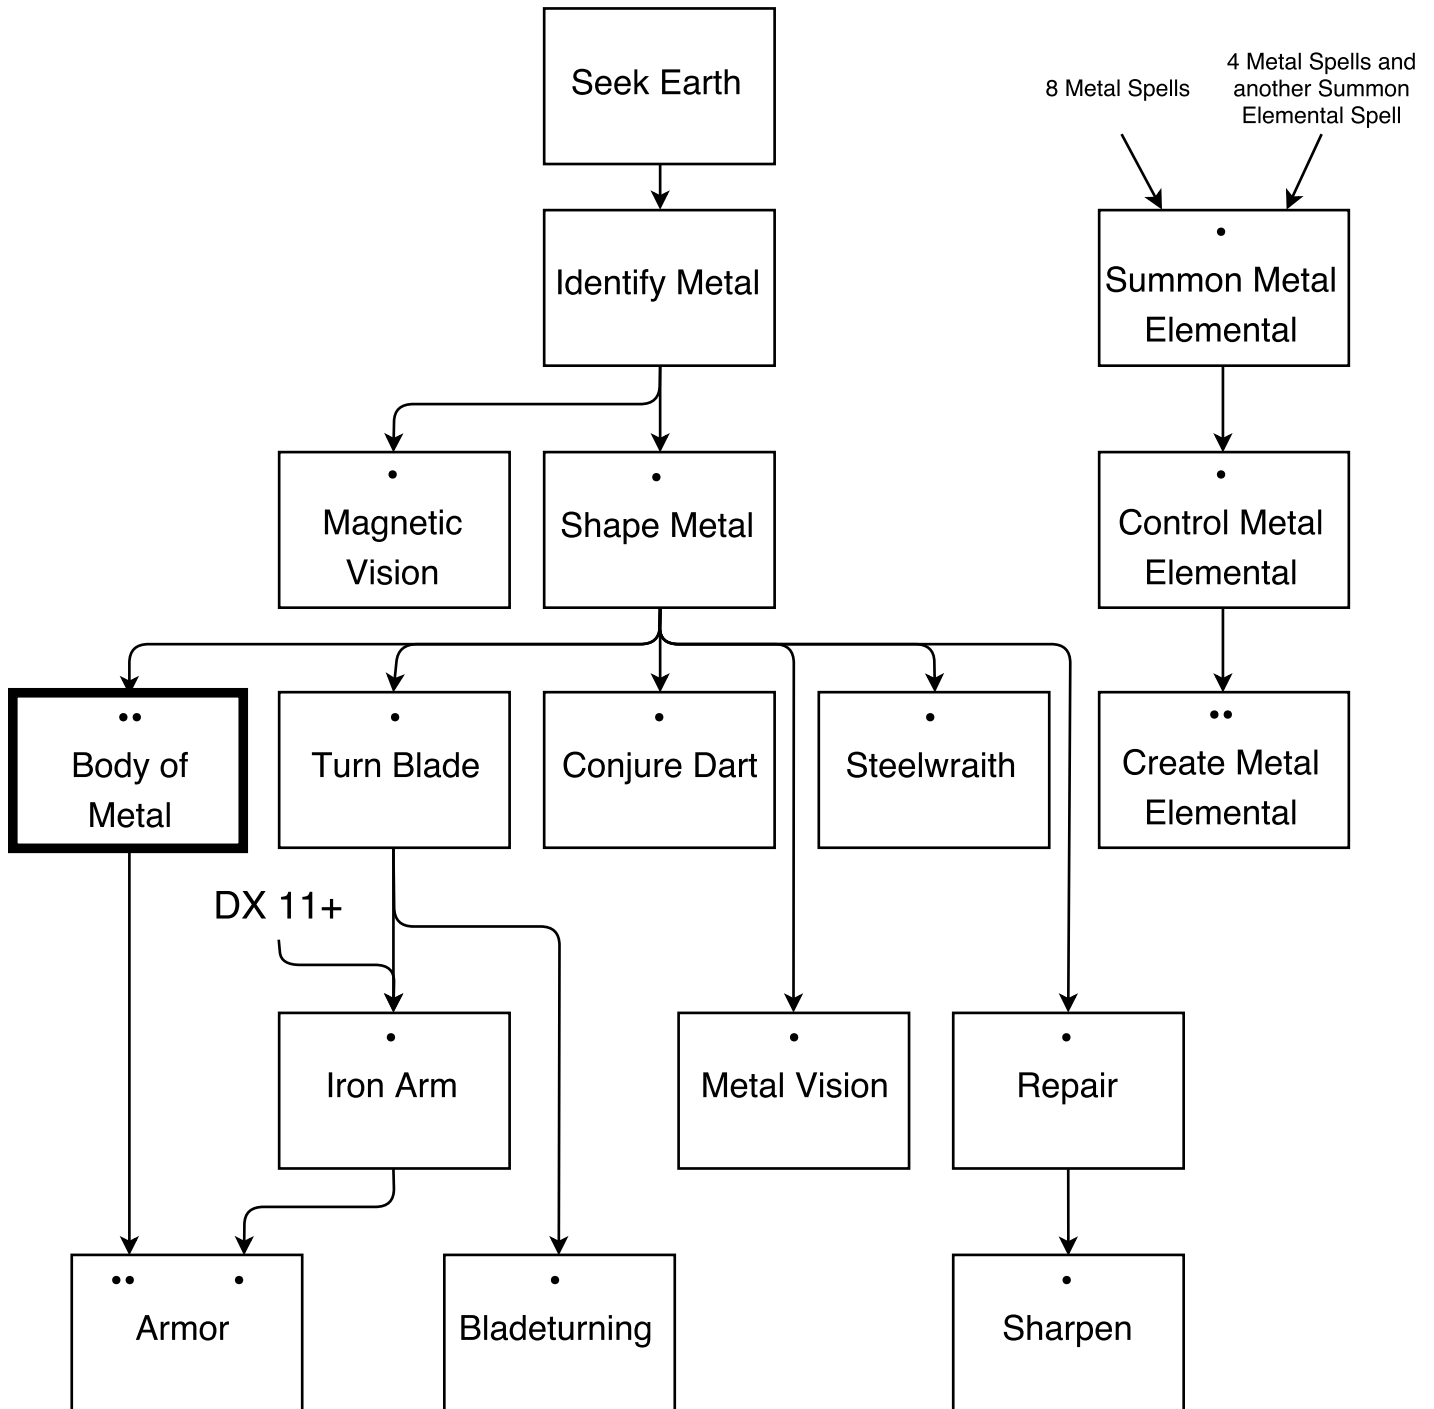 Seek Earth
8 Metal Spells
4 Metal Spells and
another Summon
Elemental Spell
Identify Metal
Summon Metal
Elemental
Magnetic
Vision
Shape Metal
Control Metal
Elemental
Body of
Metal
Turn Blade
Conjure Dart
Steelwraith
Create Metal
Elemental
DX 11+
Iron Arm
Metal Vision
Repair
Armor
Bladeturning
Sharpen